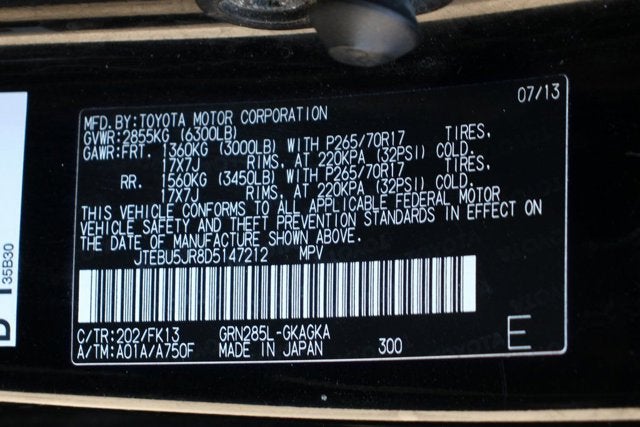 07/13
MFD.BY:TOYOTA MOTOR CORPORATION
GVWR:2855KG (6300LB)
GAWR:FRT. 1360KG (3000LB) WITH P265/70R17 TIRES,
17X7J RIMS, AT 220KPA (32PSI) COLD.
RR. 1560KG (3450LB) WITH P265/70R17 TIRES,
17X7J RIMS, AT 220KPA (32PSI) COLD.
THIS VEHICLE CONFORMS TO ALL APPLICABLE FEDERAL MOTOR
VEHICLE SAFETY AND THEFT PREVENTION STANDARDS IN EFFECT ON
THE DATE OF MANUFACTURE SHOWN ABOVE.
JTEBU5JR8D5147212 MPV
C/TR:202/FK13 GRN285L-GKAGKA
A/TM:A01A/A750F MADE IN JAPAN 300
E
35B30